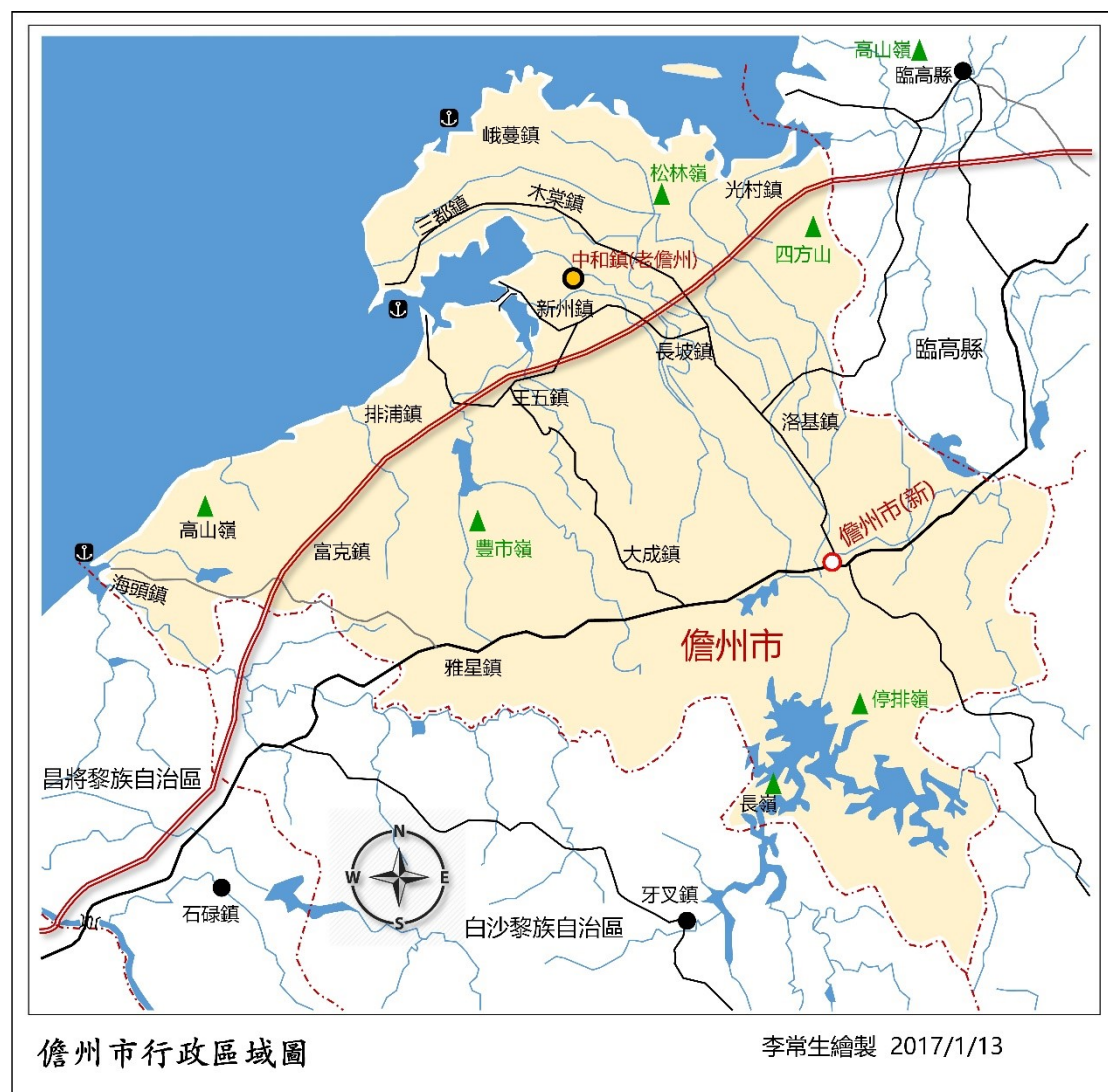 高山嶺
臨高縣
峨蔓鎮
松林嶺
木棠鎮
光村鎮
三都鎮
四方山
中和鎮(老儋州)
新州鎮
長坡鎮
臨高縣
王五鎮
排浦鎮
洛基鎮
高山嶺
豐市嶺
儋州市(新)
富克鎮
大成鎮
海頭鎮
儋州市
雅星鎮
停排嶺
昌將黎族自治區
長嶺
N
W
E
S
石碌鎮
牙叉鎮
白沙黎族自治區
儋州市行政區域圖
李常生繪製 2017/1/13